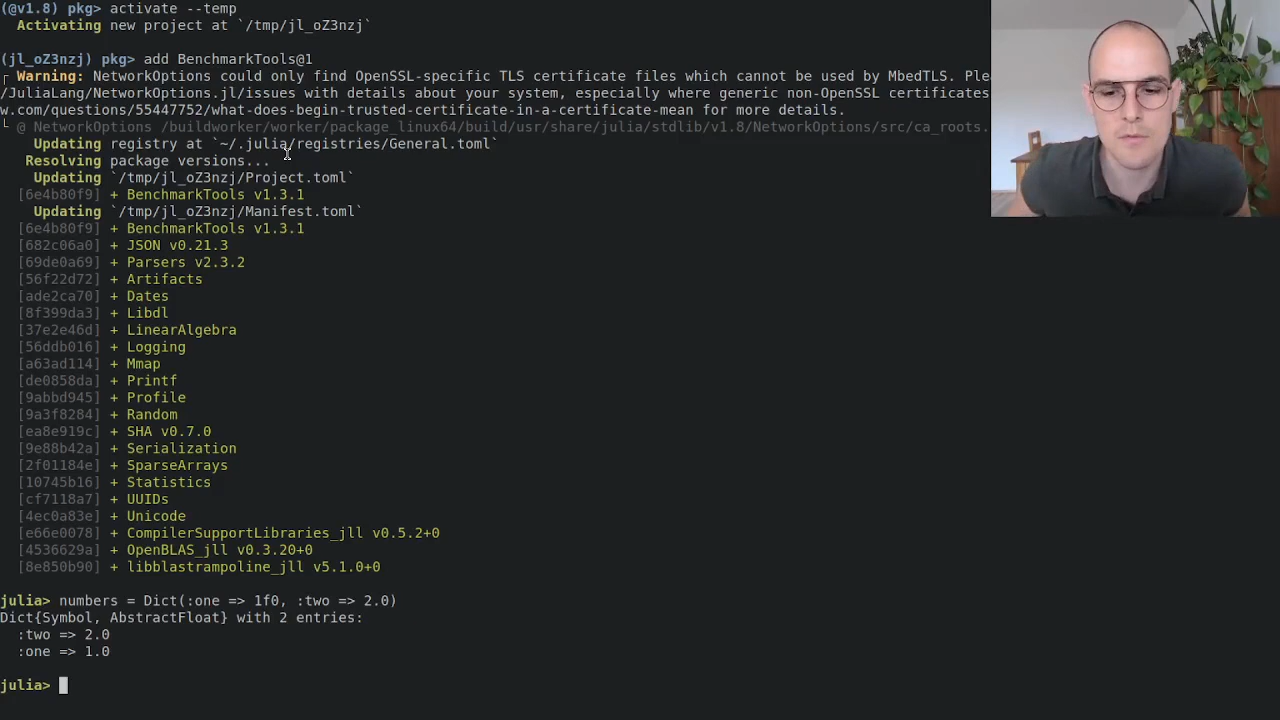 (@v1.8) pkg> activate --temp
Activating new project at `/tmp/jl_oZ3nzj`
(jl_oZ3nzj) pkg> add BenchmarkTools@1
┌ Warning: NetworkOptions could only find OpenSSL-specific TLS certificate files which cannot be used by MbedTLS. Ple
/JuliaLang/NetworkOptions.jl/issues with details about your system, especially where generic non-OpenSSL certificates
w.com/questions/55447752/what-does-begin-trusted-certificate-in-a-certificate-mean for more details.
└ @ NetworkOptions /buildworker/worker/package_linux64/build/usr/share/julia/stdlib/v1.8/NetworkOptions/src/ca_roots.
Updating registry at `~/.julia/registries/General.toml`
Resolving package versions...
Updating `/tmp/jl_oZ3nzj/Project.toml`
[6e4b80f9] + BenchmarkTools v1.3.1
Updating `/tmp/jl_oZ3nzj/Manifest.toml`
[6e4b80f9] + BenchmarkTools v1.3.1
[682c06a0] + JSON v0.21.3
[69de0a69] + Parsers v2.3.2
[56f22d72] + Artifacts
[ade2ca70] + Dates
[8f399da3] + Libdl
[37e2e46d] + LinearAlgebra
[56ddb016] + Logging
[a63ad114] + Mmap
[de0858da] + Printf
[9abbd945] + Profile
[9a3f8284] + Random
[ea8e919c] + SHA v0.7.0
[9e88b42a] + Serialization
[2f01184e] + SparseArrays
[10745b16] + Statistics
[cf7118a7] + UUIDs
[4ec0a83e] + Unicode
[e66e0078] + CompilerSupportLibraries_jll v0.5.2+0
[4536629a] + OpenBLAS_jll v0.3.20+0
[8e850b90] + libblastrampoline_jll v5.1.0+0
julia> numbers = Dict(:one => 1f0, :two => 2.0)
Dict{Symbol, AbstractFloat} with 2 entries:
:two => 2.0
:one => 1.0
julia>